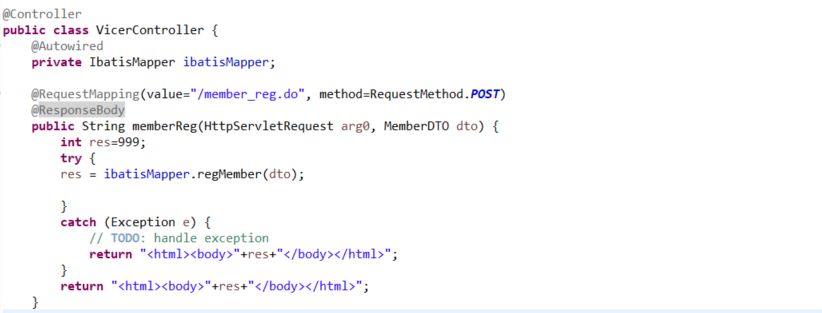 @Controller
public class VicerController {
    @Autowired
    private IbatisMapper ibatisMapper;
    @RequestMapping(value="/member_reg.do", method=RequestMethod.POST)
    @ResponseBody
    public String memberReg(HttpServletRequest arg0, MemberDTO dto) {
        int res=999;
        try {
        res = ibatisMapper.regMember(dto);
        }
        catch (Exception e) {
            // TODO: handle exception
            return "<html><body>"+res+"</body></html>";
        }
        return "<html><body>"+res+"</body></html>";
    }